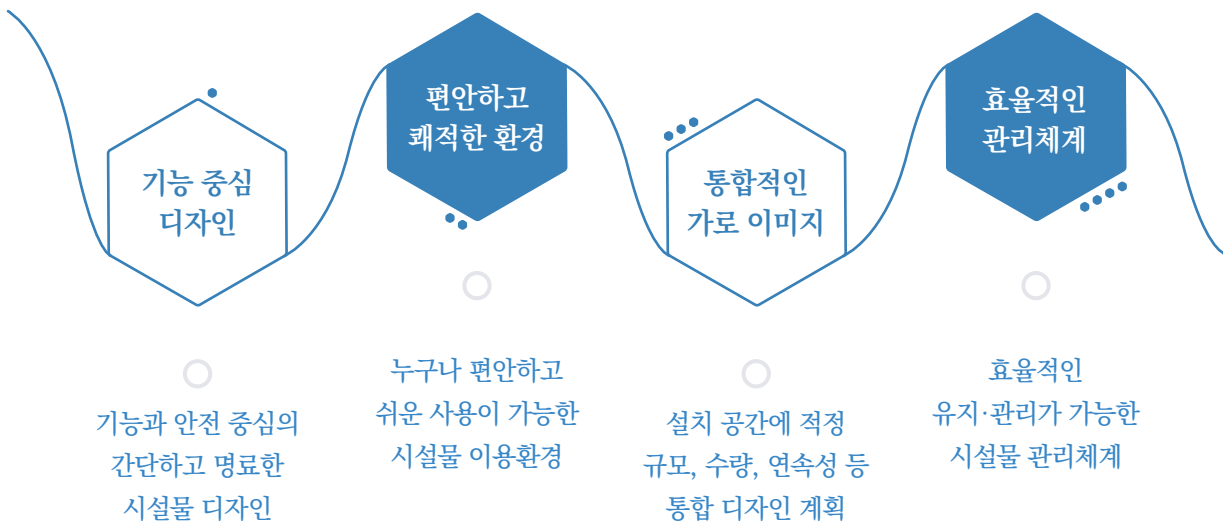 기능 중심
디자인
편안하고
쾌적한 환경
통합적인
가로 이미지
효율적인
관리체계
기능과 안전 중심의
간단하고 명료한
시설물 디자인
누구나 편안하고
쉬운 사용이 가능한
시설물 이용환경
설치 공간에 적정
규모, 수량, 연속성 등
통합 디자인 계획
효율적인
유지·관리가 가능한
시설물 관리체계